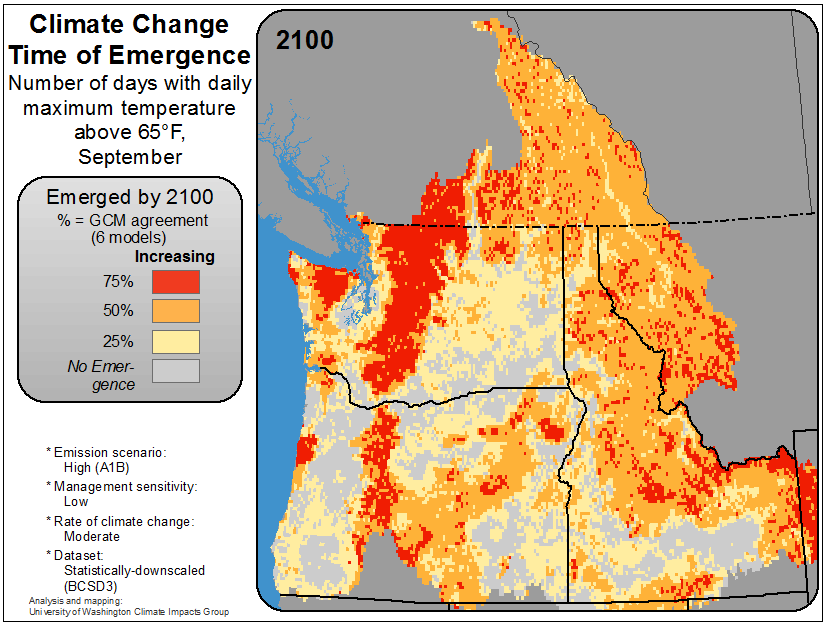 Climate Change
Time of Emergence
Number of days with daily
maximum temperature
above 65°F,
September
2100
Emerged by 2100
% = GCM agreement
(6 models)
Increasing
75%
50%
25%
No Emer-
gence
* Emission scenario:
High (A1B)
* Management sensitivity:
Low
* Rate of climate change:
Moderate
* Dataset:
Statistically-downscaled
(BCSD3)
Analysis and mapping:
University of Washington Climate Impacts Group